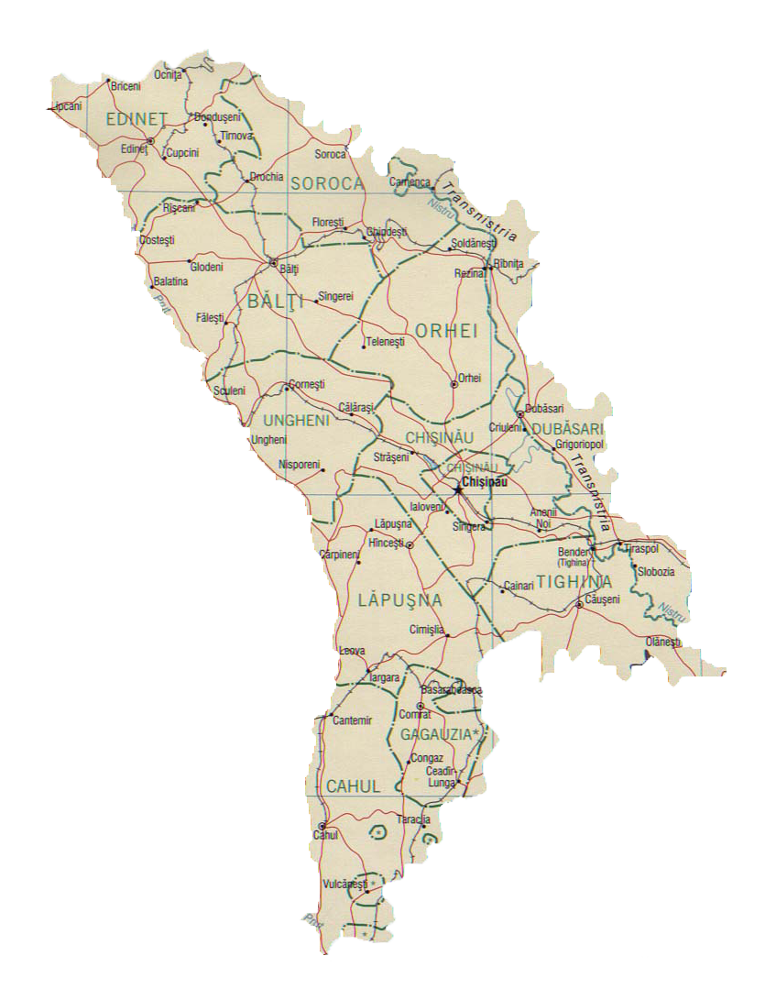 Ocnița
Briceni
Lipcani
EDINEȚ
Dondușeni
Tîrnova
Edineț
Cupcini
Soroca
Drochia
SOROCA
Camenca
Transnistria
Nistru
Rîșcani
Florești
Ghindești
Costești
Șoldănești
Glodeni
Bălți
Rezina
Rîbnița
Balatina
Prut
BĂLȚI
Sîngerei
Fălești
ORHEI
Telenești
Orhei
Sculeni
Cornești
Călărași
Dubăsari
UNGHENI
Criuleni
DUBĂSARI
Ungheni
CHIȘINĂU
Grigoriopol
Strășeni
Nisporeni
CHIȘINĂU
Transnistria
Chișinău
Ialoveni
Anenii
Noi
Lăpușna
Sîngera
Hîncești
Cărpineni
Bender
(Tighina)
Tiraspol
Slobozia
Cainari
TIGHINA
LĂPUȘNA
Căușeni
Nistru
Cimișlia
Olănești
Leova
Iargara
Basarabeasca
Comrat
Cantemir
GAGAUZIA*
Congaz
Ceadîr-
Lunga
CAHUL
Taraclia
Cahul
*
*
Vulcănești *
Prut
*